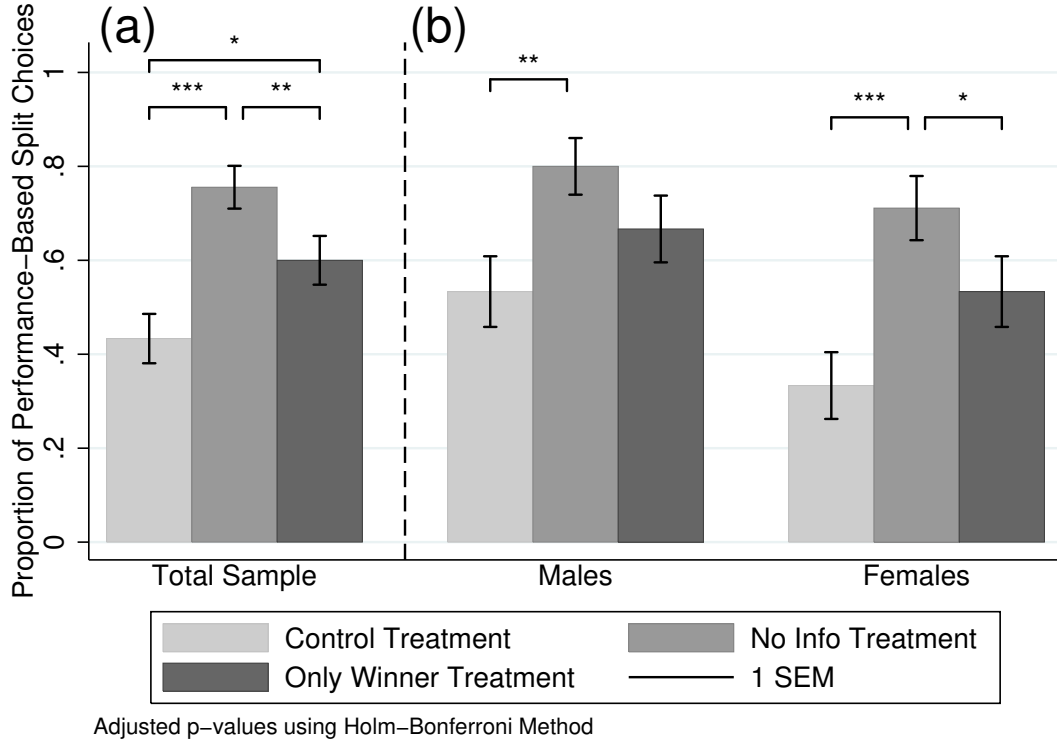 (a) (b)
Proportion of Performance−Based Split Choices
1
.8
.6
.4
.2
0
*
*** **
**
*** *
Total Sample Males Females
Control Treatment No Info Treatment
Only Winner Treatment 1 SEM
Adjusted p−values using Holm−Bonferroni Method